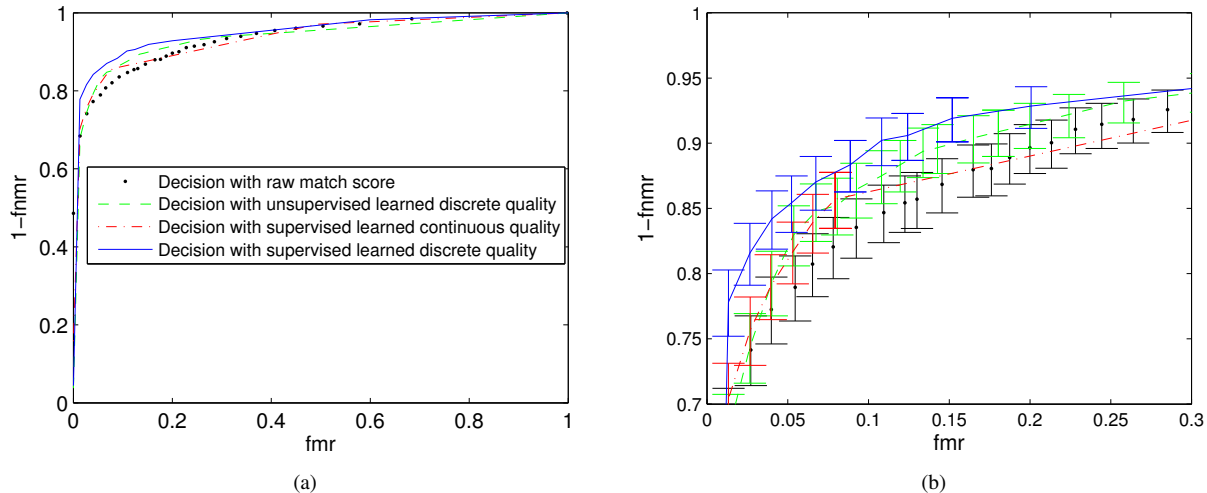 1
0.8
0.6
0.4
0.2
0
1−fnmr
Decision with raw match score
Decision with unsupervised learned discrete quality
Decision with supervised learned continuous quality
Decision with supervised learned discrete quality
0 0.2 0.4 0.6 0.8 1
fmr
(a)
0.95
0.9
0.85
0.8
0.75
0.7
1−fnmr
0 0.05 0.1 0.15 0.2 0.25 0.3
fmr
(b)